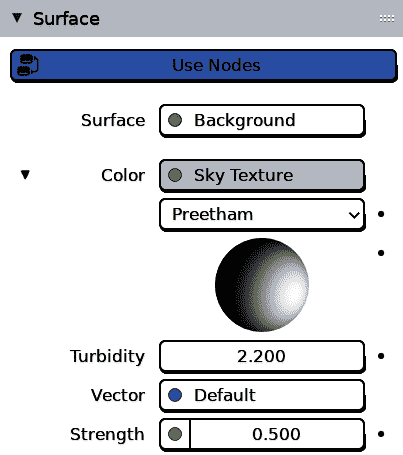 Surface
Use Nodes
Surface Background
Color Sky Texture
Preetham
Turbidity 2.200
Vector Default
Strength 0.500